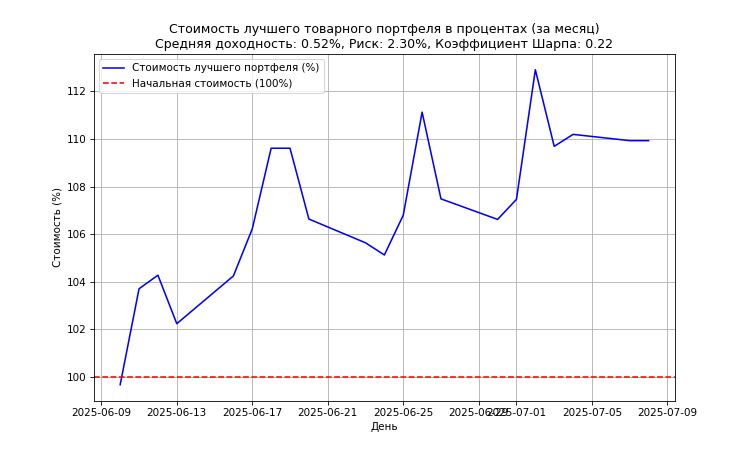 Стоимость лучшего товарного портфеля в процентах (за месяц)
Средняя доходность: 0.52%, Риск: 2.30%, Коэффициент Шарпа: 0.22
Стоимость лучшего портфеля (%)
Начальная стоимость (100%)
Стоимость (%)
112
110
108
106
104
102
100
2025-06-09 2025-06-13 2025-06-17 2025-06-21 2025-06-25 2025-06-29 2025-07-01 2025-07-05 2025-07-09
День